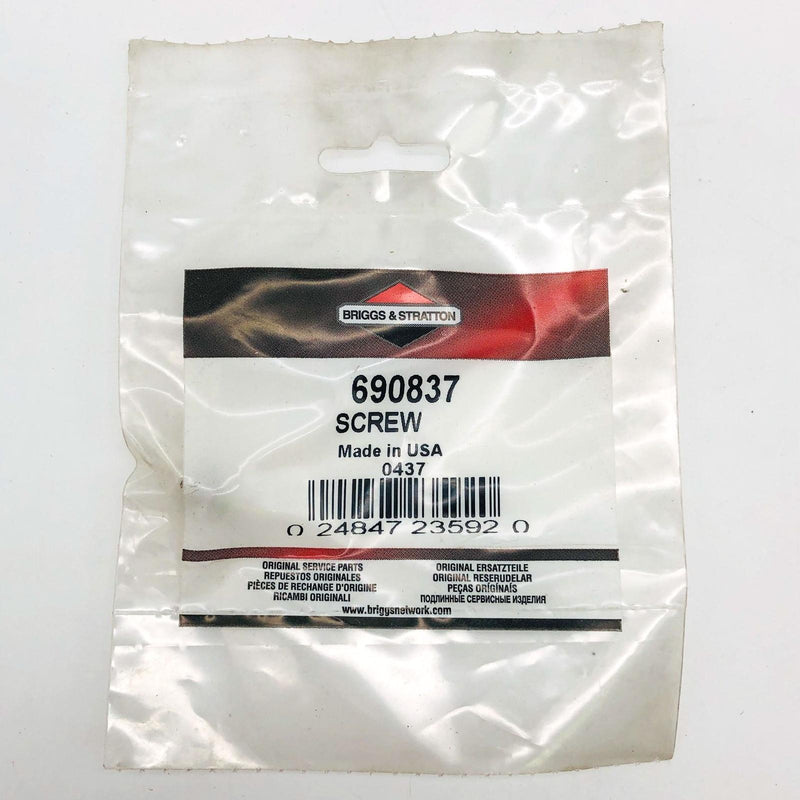 BRIGGS & STRATTON
690837
SCREW
Made in USA
0437
0 24847 23592 0
ORIGINAL SERVICE PARTS
REPUESTOS ORIGINALES
PIÈCES DE RECHANGE D'ORIGINE
RICAMBI ORIGINALI
ORIGINAL ERSATZTEILE
ORIGINAL RESERUDELAR
PEÇAS ORIGINAIS
ПОДЛИННЫЕ СЕРВИСНЫЕ ИЗДЕЛИЯ
www.briggsnetwork.com